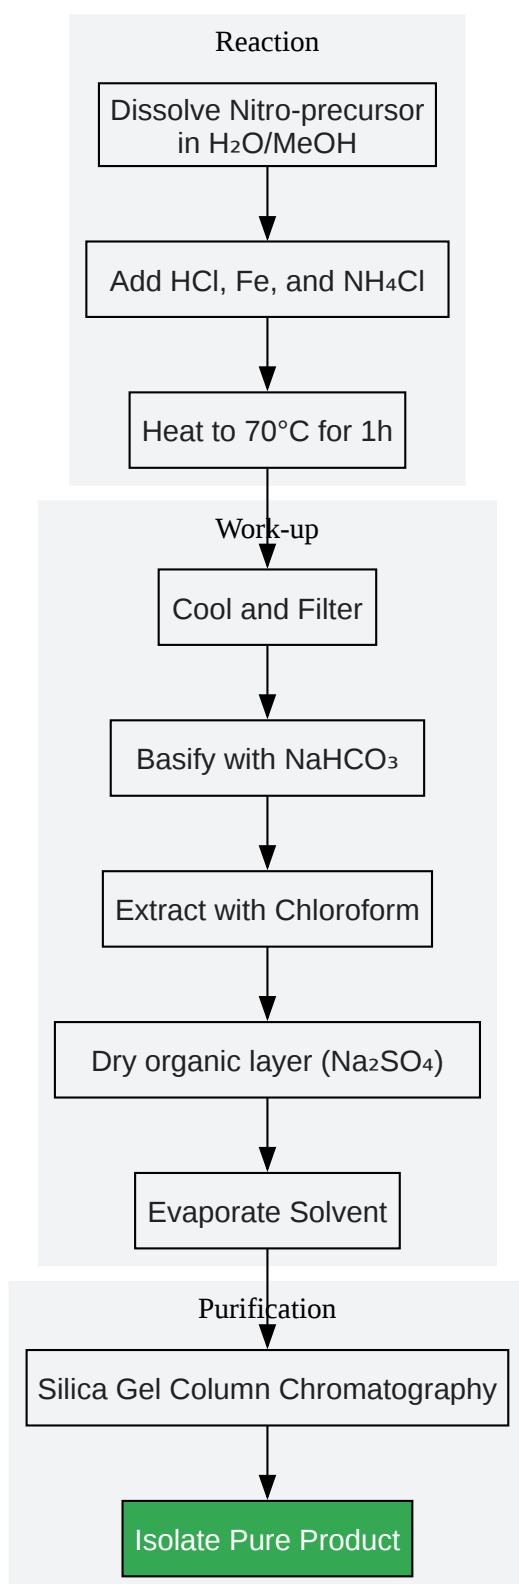 Reaction
Dissolve Nitro-precursor
in H₂O/MeOH
Add HCl, Fe, and NH₄Cl
Heat to 70°C for 1h
Work-up
Cool and Filter
Basify with NaHCO₃
Extract with Chloroform
Dry organic layer (Na₂SO₄)
Evaporate Solvent
Purification
Silica Gel Column Chromatography
Isolate Pure Product